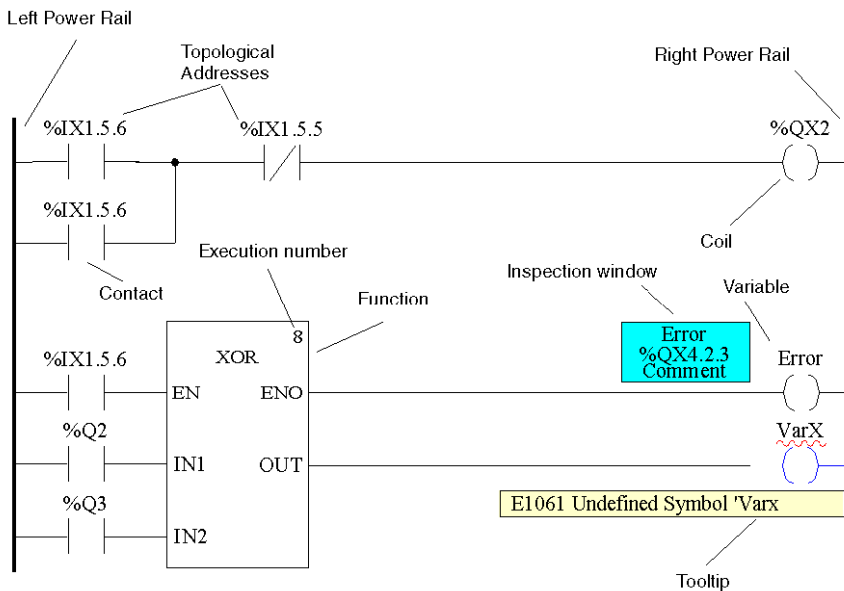 Left Power Rail
Topological
Addresses
Right Power Rail
%IX1.5.6
%IX1.5.5
%QX2
%IX1.5.6
Execution number
Coil
Contact
Function
Inspection window
Variable
8
XOR
Error
%QX4.2.3
Comment
%IX1.5.6
Error
EN
ENO
%Q2
VarX
IN1
OUT
%Q3
E1061 Undefined Symbol 'Varx
IN2
Tooltip